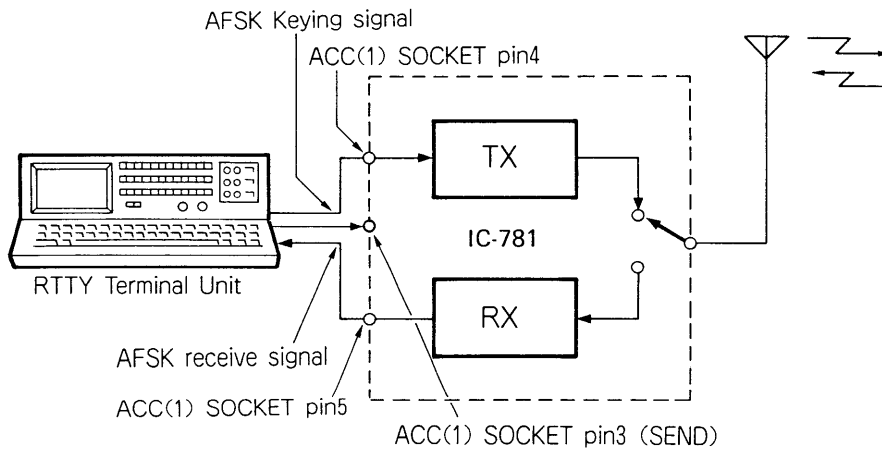 AFSK Keying signal
ACC(1) SOCKET pin4
TX
IC-781
RTTY Terminal Unit
RX
AFSK receive signal
ACC(1) SOCKET pin5
ACC(1) SOCKET pin3 (SEND)